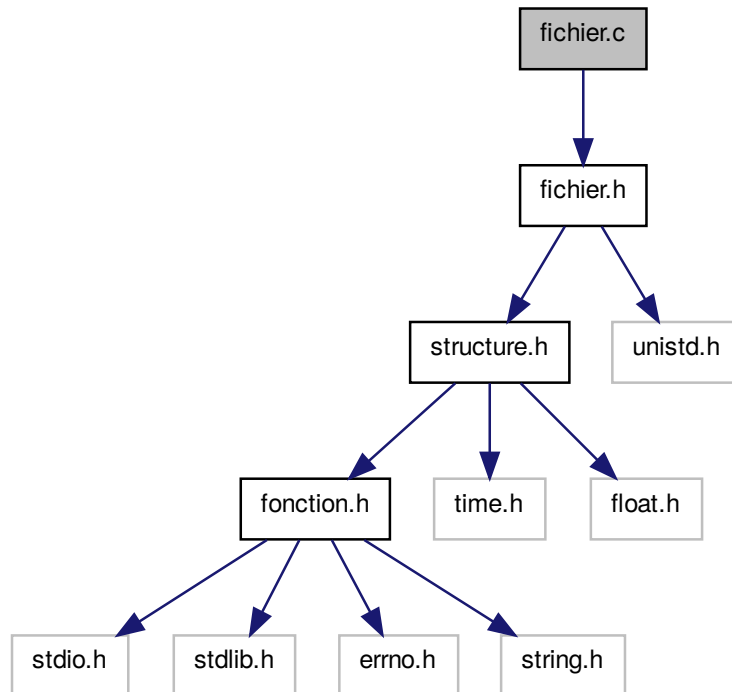 fichier.c
fichier.h
structure.h
unistd.h
fonction.h
time.h
float.h
stdio.h
stdlib.h
errno.h
string.h